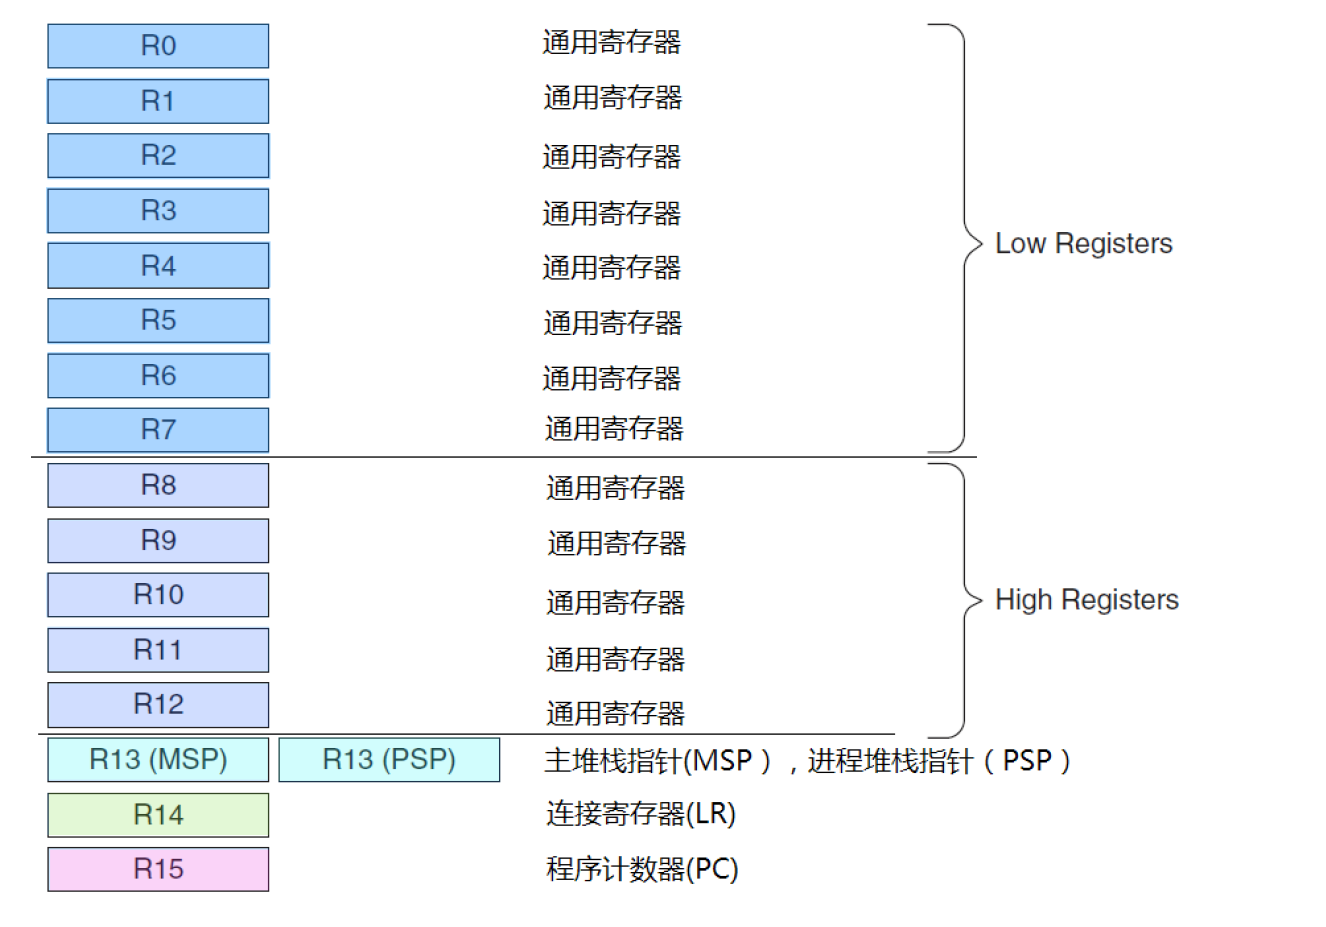 R0 通用寄存器
R1 通用寄存器
R2 通用寄存器
R3 通用寄存器
Low Registers
R4 通用寄存器
R5 通用寄存器
R6 通用寄存器
R7 通用寄存器
R8 通用寄存器
R9 通用寄存器
R10 通用寄存器
High Registers
R11 通用寄存器
R12 通用寄存器
R13 (MSP) R13 (PSP) 主堆栈指针(MSP），进程堆栈指针（PSP）
R14 连接寄存器(LR)
R15 程序计数器(PC)